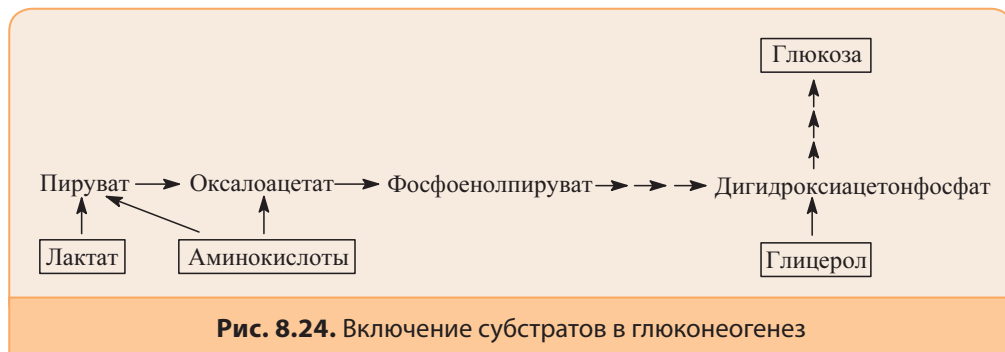 Глюкоза
Пируват Оксалоацетат Фосфоенолпируват Дигидроксиацетонфосфат
Лактат Аминокислоты Глицерол
Рис. 8.24. Включение субстратов в глюконеогенез